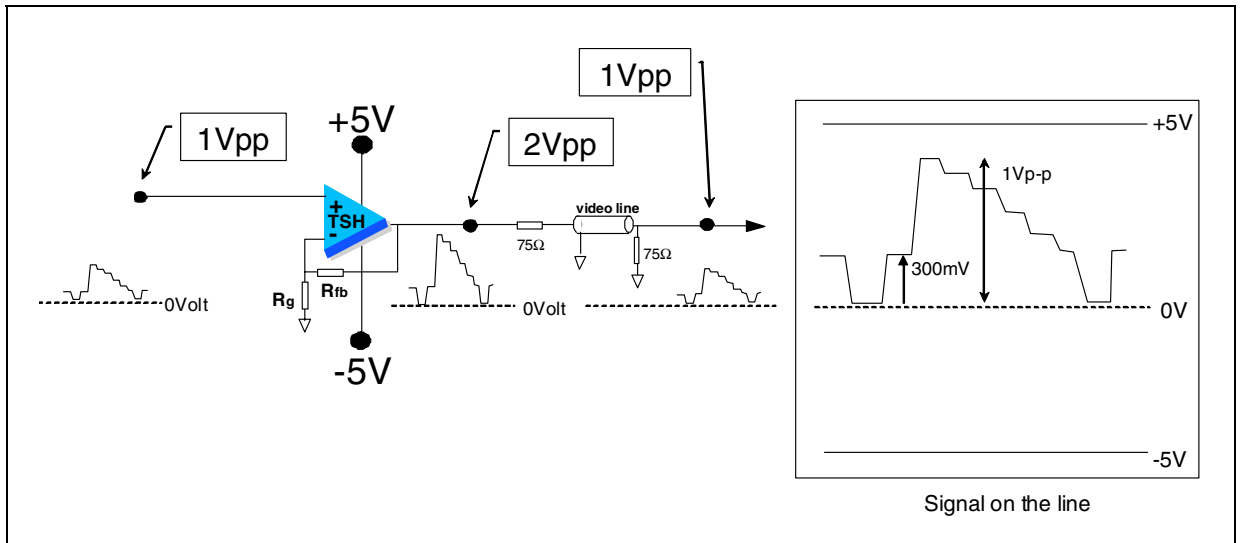 1Vpp
+5V
2Vpp
1Vpp
+
TSH
-
-5V
Rg
Rfb
75Ω
video line
75Ω
0Volt
0Volt
+5V
1Vp-p
300mV
0V
-5V
Signal on the line